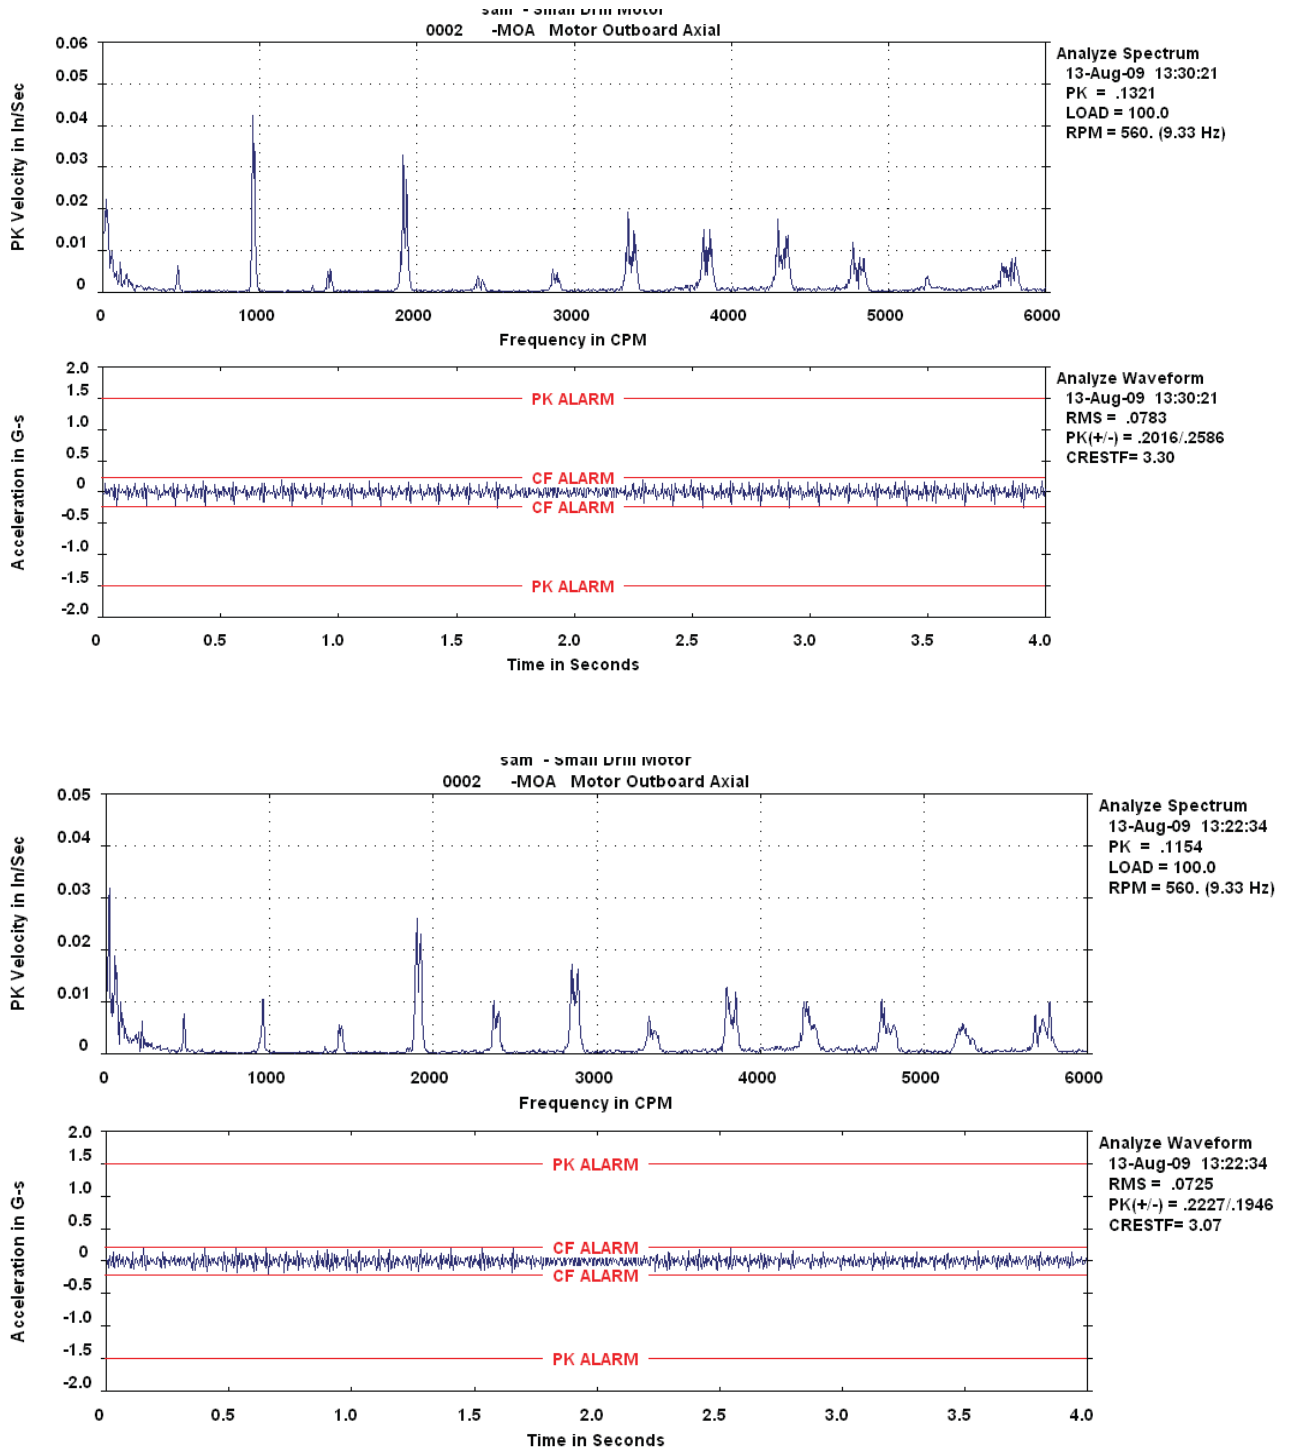 sam - Small Drill Motor
0002 -MOA Motor Outboard Axial
PK Velocity in In/Sec
0.06
0.05
0.04
0.03
0.02
0.01
0
0 1000 2000 3000 4000 5000 6000
Frequency in CPM
Analyze Spectrum
13-Aug-09 13:30:21
PK = .1321
LOAD = 100.0
RPM = 560. (9.33 Hz)
Acceleration in G-s
2.0
1.5
1.0
0.5
0
-0.5
-1.0
-1.5
-2.0
PK ALARM
CF ALARM
CF ALARM
PK ALARM
0 0.5 1.0 1.5 2.0 2.5 3.0 3.5 4.0
Time in Seconds
Analyze Waveform
13-Aug-09 13:30:21
RMS = .0783
PK(+/-) = .2016/.2586
CRESTF= 3.30
sam - Small Drill Motor
0002 -MOA Motor Outboard Axial
PK Velocity in In/Sec
0.05
0.04
0.03
0.02
0.01
0
0 1000 2000 3000 4000 5000 6000
Frequency in CPM
Analyze Spectrum
13-Aug-09 13:22:34
PK = .1154
LOAD = 100.0
RPM = 560. (9.33 Hz)
Acceleration in G-s
2.0
1.5
1.0
0.5
0
-0.5
-1.0
-1.5
-2.0
PK ALARM
CF ALARM
CF ALARM
PK ALARM
0 0.5 1.0 1.5 2.0 2.5 3.0 3.5 4.0
Time in Seconds
Analyze Waveform
13-Aug-09 13:22:34
RMS = .0725
PK(+/-) = .2227/.1946
CRESTF= 3.07